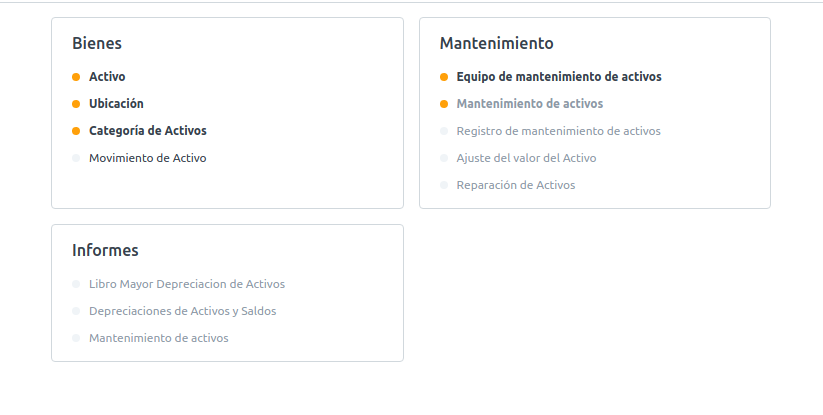 Bienes
Activo
Ubicación
Categoría de Activos
Movimiento de Activo
Mantenimiento
Equipo de mantenimiento de activos
Mantenimiento de activos
Registro de mantenimiento de activos
Ajuste del valor del Activo
Reparación de Activos
Informes
Libro Mayor Depreciacion de Activos
Depreciaciones de Activos y Saldos
Mantenimiento de activos